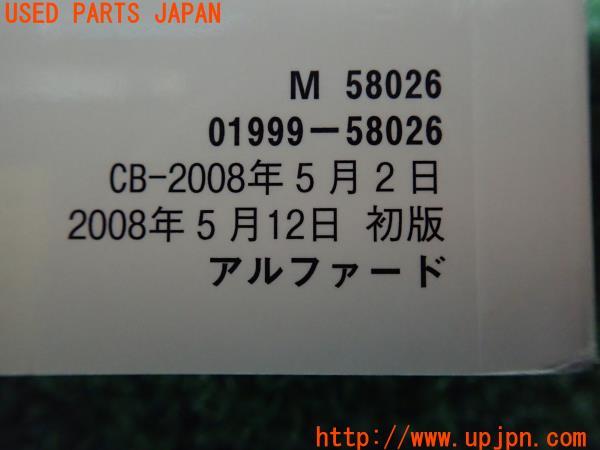 USED PARTS JAPAN
M 58026
01999-58026
CB-2008年5月2日
2008年5月12日 初版
アルファード
http://www.upjpn.com/